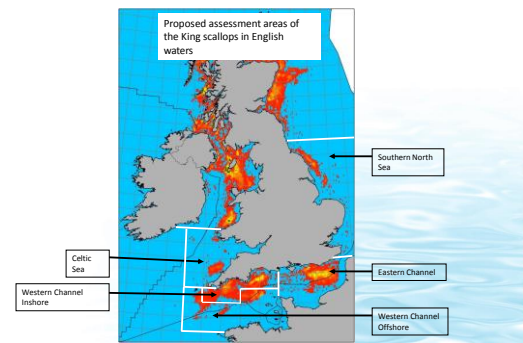 Proposed assessment areas of
the King scallops in English
waters
Southern North
Sea
Celtic
Sea
Eastern Channel
Western Channel
Inshore
Western Channel
Offshore